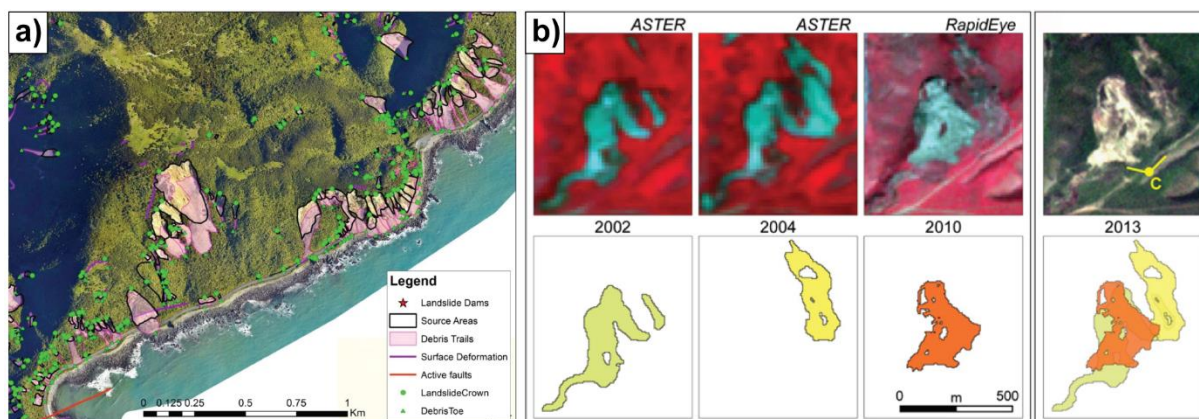 a)
Legend
Landslide Dams
Source Areas
Debris Trails
Surface Deformation
Active faults
LandslideCrown
DebrisToe
0 0.125 0.25 0.5 0.75 1
Km
b)
ASTER
ASTER
RapidEye
C
2002
2004
2010
2013
0 m 500